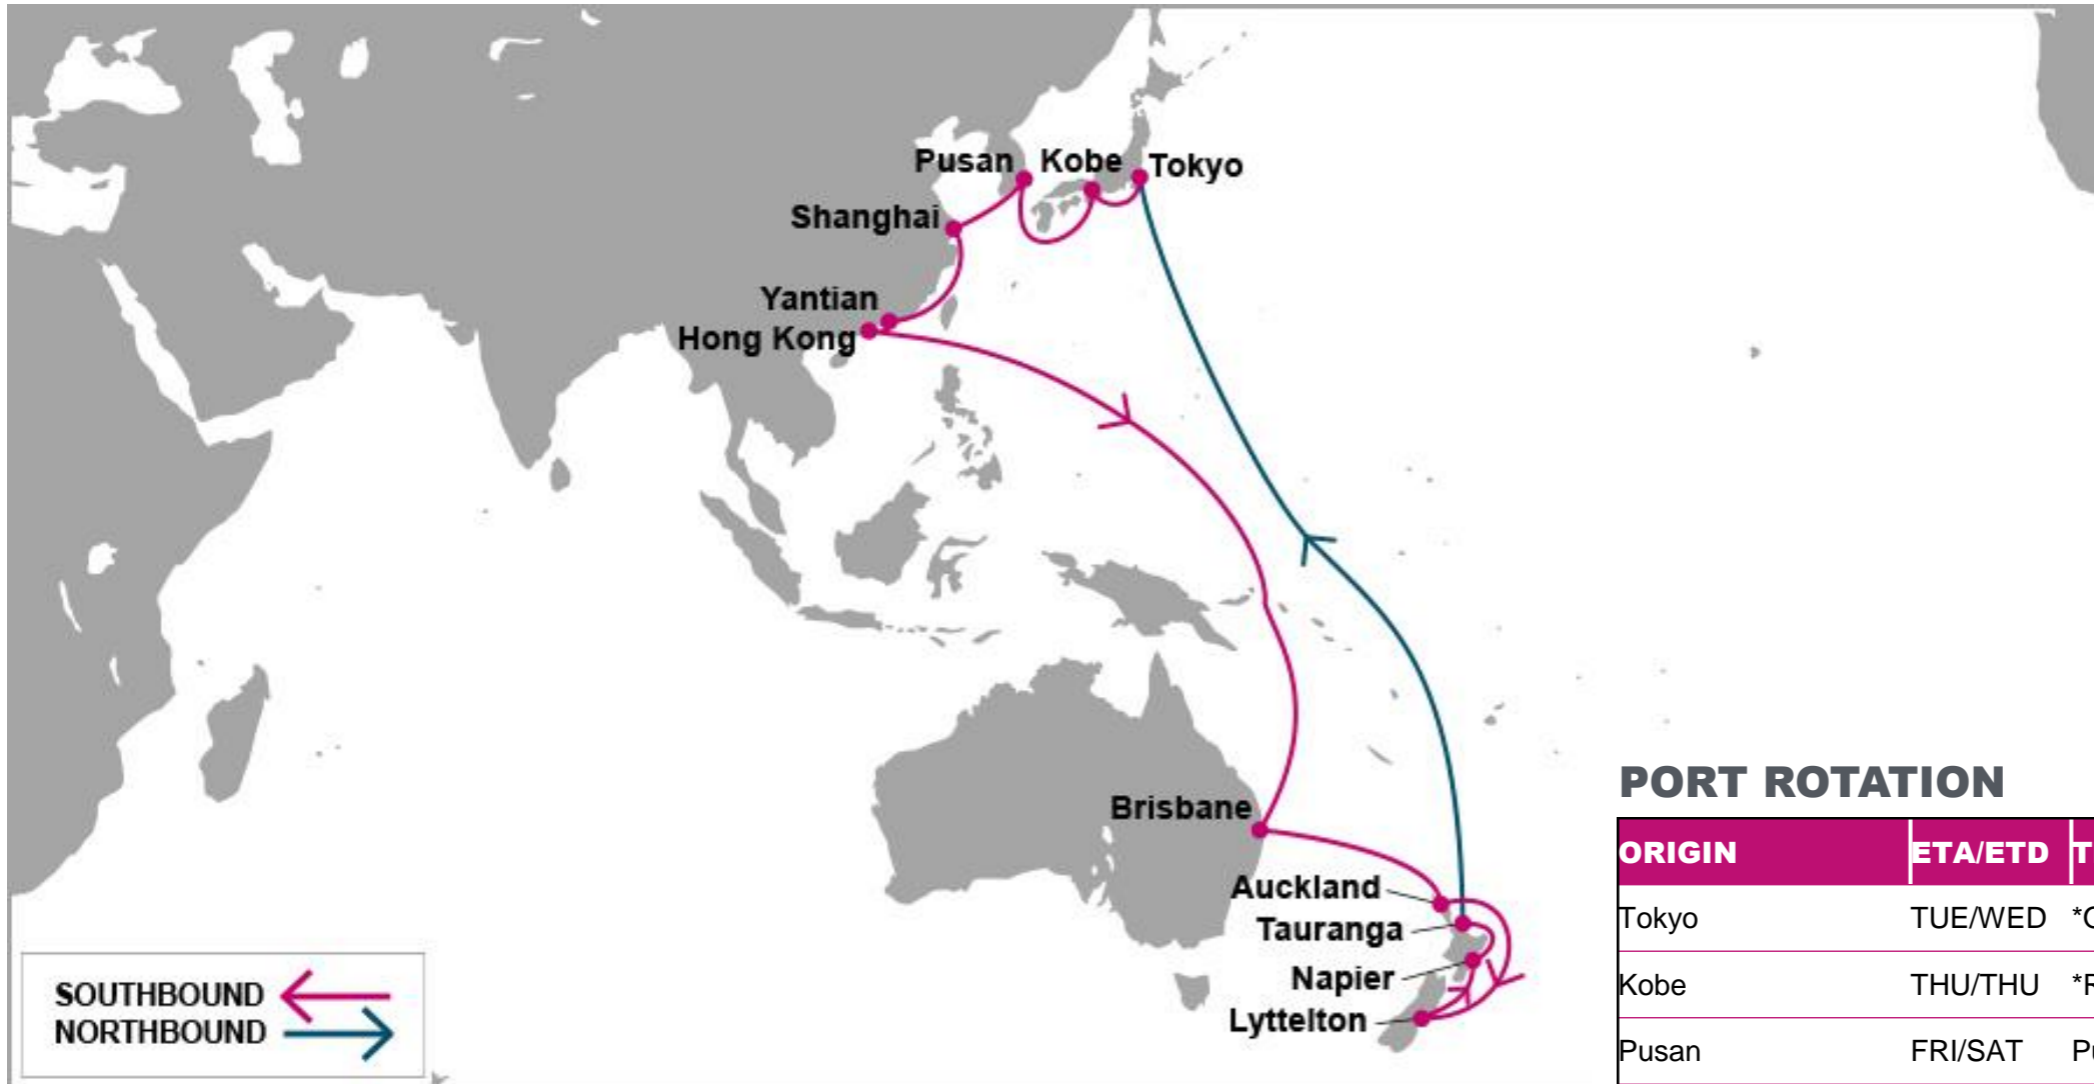 Pusan
Kobe
Tokyo
Shanghai
Yantian
Hong Kong
Brisbane
Auckland
Tauranga
Napier
Lyttelton
SOUTHBOUND
NORTHBOUND
PORT ROTATION
ORIGIN ETA/ETD
Tokyo TUE/WED
Kobe THU/THU
Pusan FRI/SAT